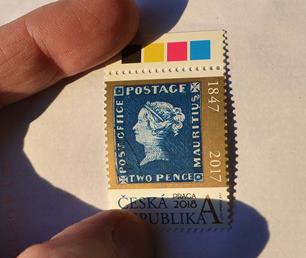 POSTAGE
POST OFFICE
MAURITIUS
TWO PENCE
1847 2017
ČESKÁ PRAGA
REPUBLIKA 2018 A